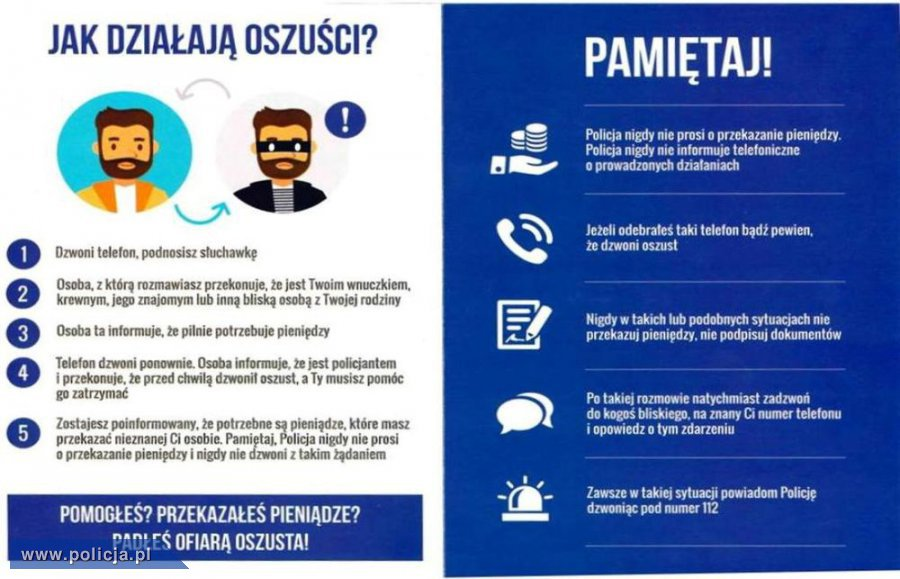 JAK DZIAŁAJĄ OSZUŚCI?
!
1 Dzwoni telefon, podnosisz słuchawkę
2 Osoba, z którą rozmawiasz przekonuje, że jest Twoim wnuczkiem,
krewnym, jego znajomym lub inną bliską osobą z Twojej rodziny
3 Osoba ta informuje, że pilnie potrzebuje pieniędzy
4 Telefon dzwoni ponownie. Osoba informuje, że jest policjantem
i przekonuje, że przed chwilą dzwonił oszust, a Ty musisz pomóc
go zatrzymać
5 Zostajesz poinformowany, że potrzebne są pieniądze, które masz
przekazać nieznanej Ci osobie. Pamiętaj, Policja nigdy nie prosi
o przekazanie pieniędzy i nigdy nie dzwoni z takim żądaniem
POMOGŁEŚ? PRZEKAZAŁEŚ PIENIĄDZE?
PADŁEŚ OFIARĄ OSZUSTA!
www.policja.pl
PAMIĘTAJ!
Policja nigdy nie prosi o przekazanie pieniędzy.
Policja nigdy nie informuje telefoniczne
o prowadzonych działaniach
Jeżeli odebrałeś taki telefon bądź pewien,
że dzwoni oszust
Nigdy w takich lub podobnych sytuacjach nie
przekazuj pieniędzy, nie podpisuj dokumentów
Po takiej rozmowie natychmiast zadzwoń
do kogoś bliskiego, na znany Ci numer telefonu
i opowiedz o tym zdarzeniu
Zawsze w takiej sytuacji powiadom Policję
dzwoniąc pod numer 112